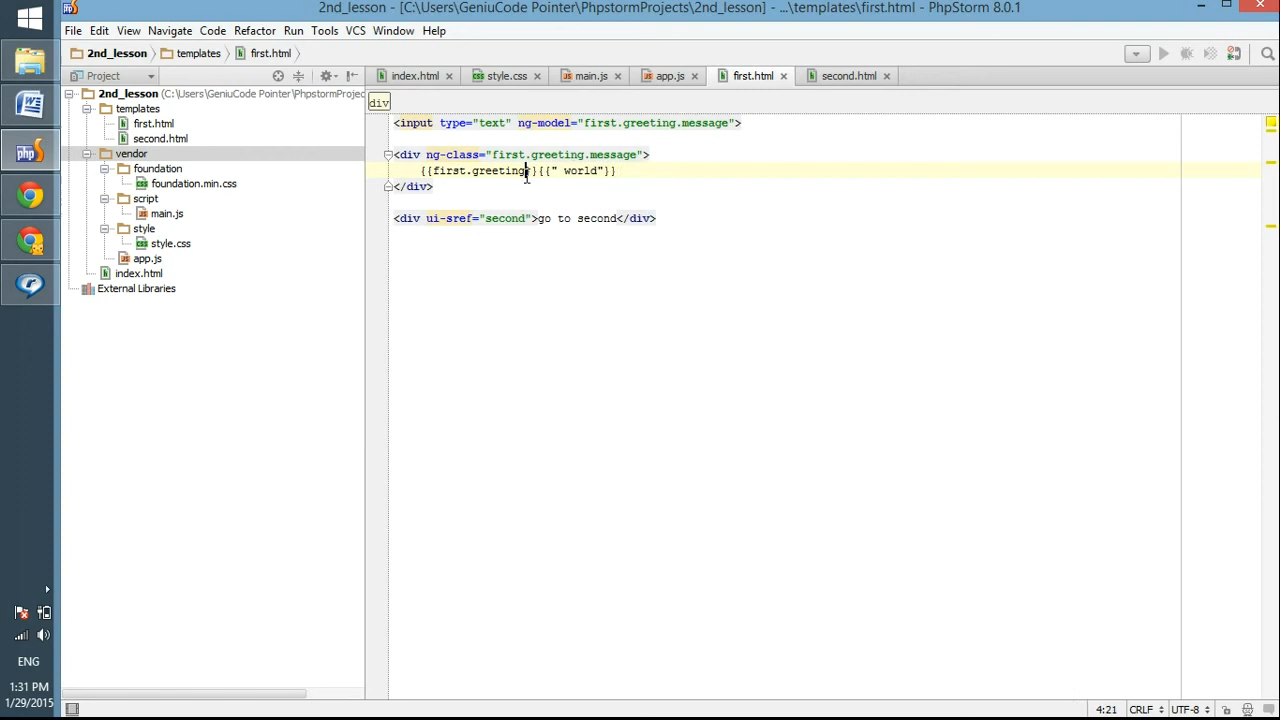 2nd_lesson - [C:\Users\GeniuCode Pointer\PhpstormProjects\2nd_lesson] - ...\templates\first.html - PhpStorm 8.0.1
File Edit View Navigate Code Refactor Run Tools VCS Window Help
2nd_lesson templates first.html
Project
index.html style.css main.js app.js first.html second.html
2nd_lesson (C:\Users\GeniuCode Pointer\PhpstormProjec
templates
first.html
second.html
vendor
foundation
foundation.min.css
script
main.js
style
style.css
app.js
index.html
External Libraries
div
<input type="text" ng-model="first.greeting.message">
<div ng-class="first.greeting.message">
{{first.greeting}}{{" world"}}
</div>
<div ui-sref="second">go to second</div>
ENG
1:31 PM
1/29/2015
4:21 CRLF UTF-8